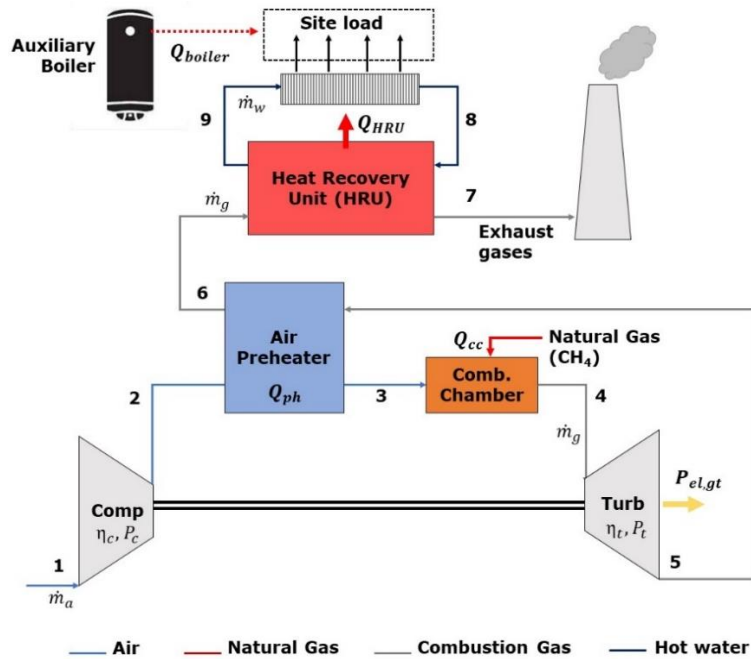 Site load
Auxiliary
Boiler
Q_boiler
9
ṁ_w
8
Q_HRU
Heat Recovery
Unit (HRU)
7
ṁ_g
Exhaust
gases
6
Air
Preheater
Q_ph
Q_cc
Natural Gas
(CH₄)
2
3
Comb.
Chamber
4
ṁ_g
P_el,gt
Comp
η_c, P_c
Turb
η_t, P_t
1
5
ṁ_a
Air
Natural Gas
Combustion Gas
Hot water